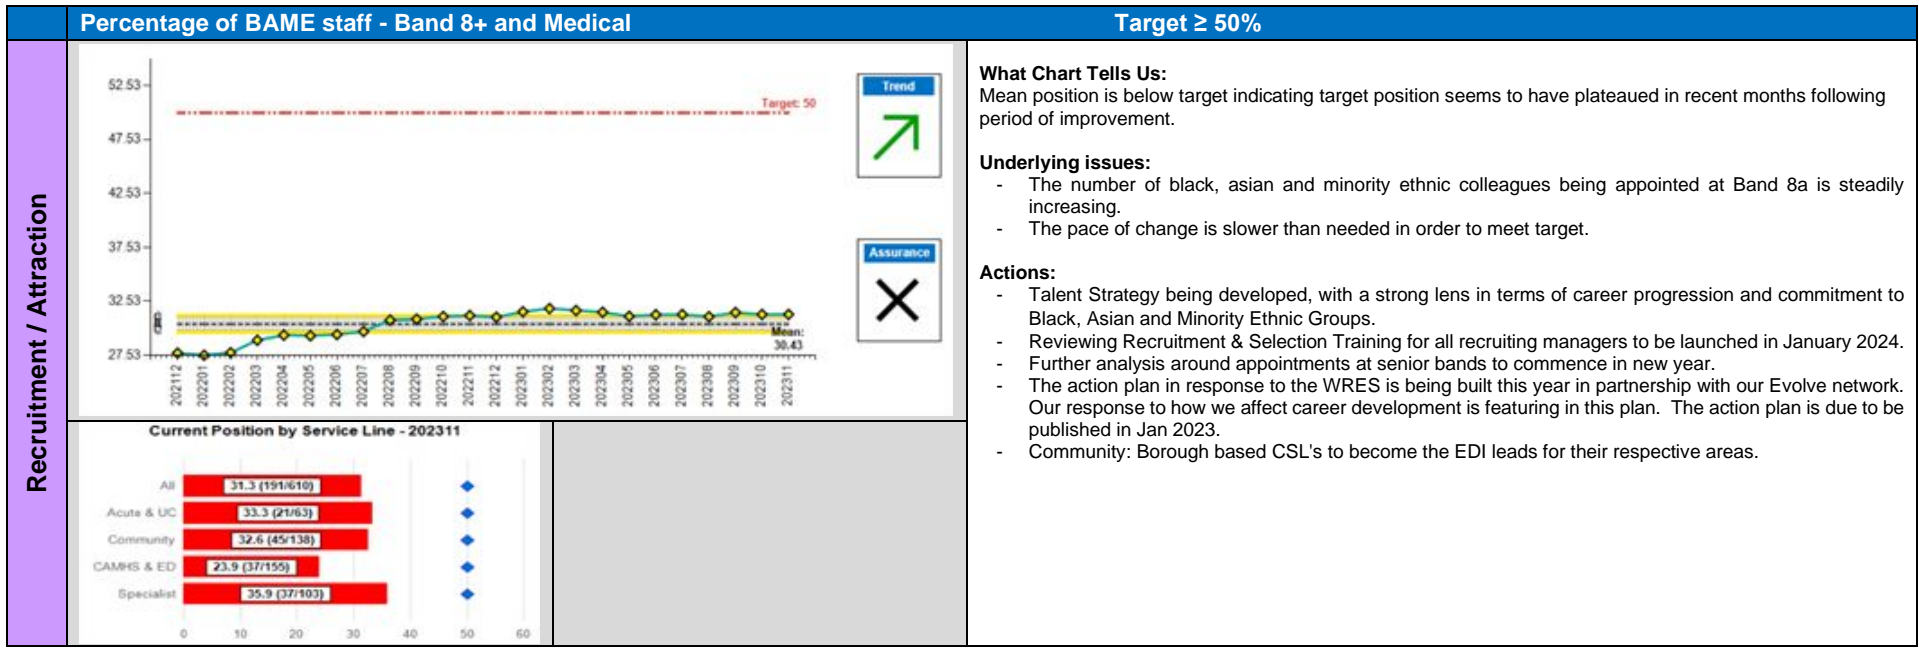 Percentage of BAME staff - Band 8+ and Medical
Target ≥ 50%
Recruitment / Attraction
52.53
47.53
42.53
37.53
32.53
27.53
Target: 50
Mean:
30.43
202112
202201
202202
202203
202204
202205
202206
202207
202208
202209
202210
202211
202212
202301
202302
202303
202304
202305
202306
202307
202308
202309
202310
202311
Trend
Assurance
Current Position by Service Line - 202311
All
31.3 (191/610)
Acute & UC
33.3 (21/63)
Community
32.6 (45/138)
CAMHS & ED
23.9 (37/155)
Specialist
35.9 (37/103)
0
10
20
30
40
50
60
What Chart Tells Us:
Mean position is below target indicating target position seems to have plateaued in recent months following
period of improvement.
Underlying issues:
- The number of black, asian and minority ethnic colleagues being appointed at Band 8a is steadily
increasing.
- The pace of change is slower than needed in order to meet target.
Actions:
- Talent Strategy being developed, with a strong lens in terms of career progression and commitment to
Black, Asian and Minority Ethnic Groups.
- Reviewing Recruitment & Selection Training for all recruiting managers to be launched in January 2024.
- Further analysis around appointments at senior bands to commence in new year.
- The action plan in response to the WRES is being built this year in partnership with our Evolve network.
Our response to how we affect career development is featuring in this plan. The action plan is due to be
published in Jan 2023.
- Community: Borough based CSL's to become the EDI leads for their respective areas.